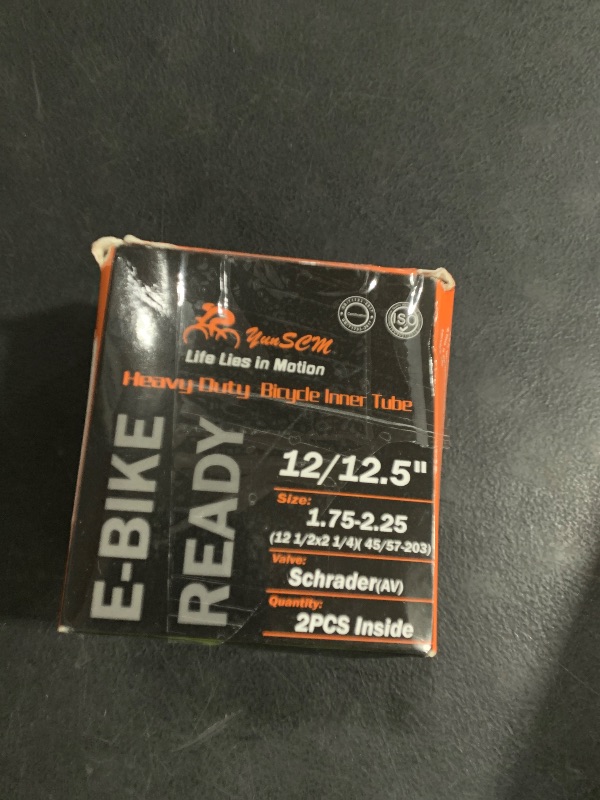 YunSCM
Life Lies in Motion
Heavy Duty Bicycle Inner Tube
E-BIKE
READY
12/12.5"
Size:
1.75-2.25
(12 1/2x2 1/4)( 45/57-203)
Valve:
Schrader(AV)
Quantity:
2PCS Inside
ISO